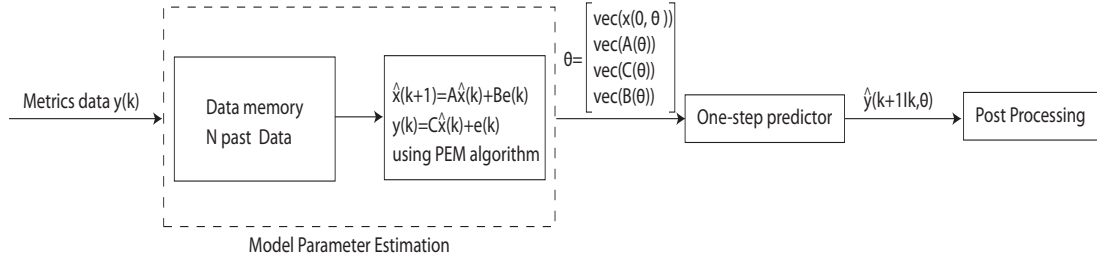 Metrics data y(k)
Data memory
N past Data
x̂(k+1)=Ax̂(k)+Be(k)
y(k)=Cx̂(k)+e(k)
using PEM algorithm
Model Parameter Estimation
θ=
vec(x(0, θ ))
vec(A(θ))
vec(C(θ))
vec(B(θ))
One-step predictor
ŷ(k+1Ik,θ)
Post Processing